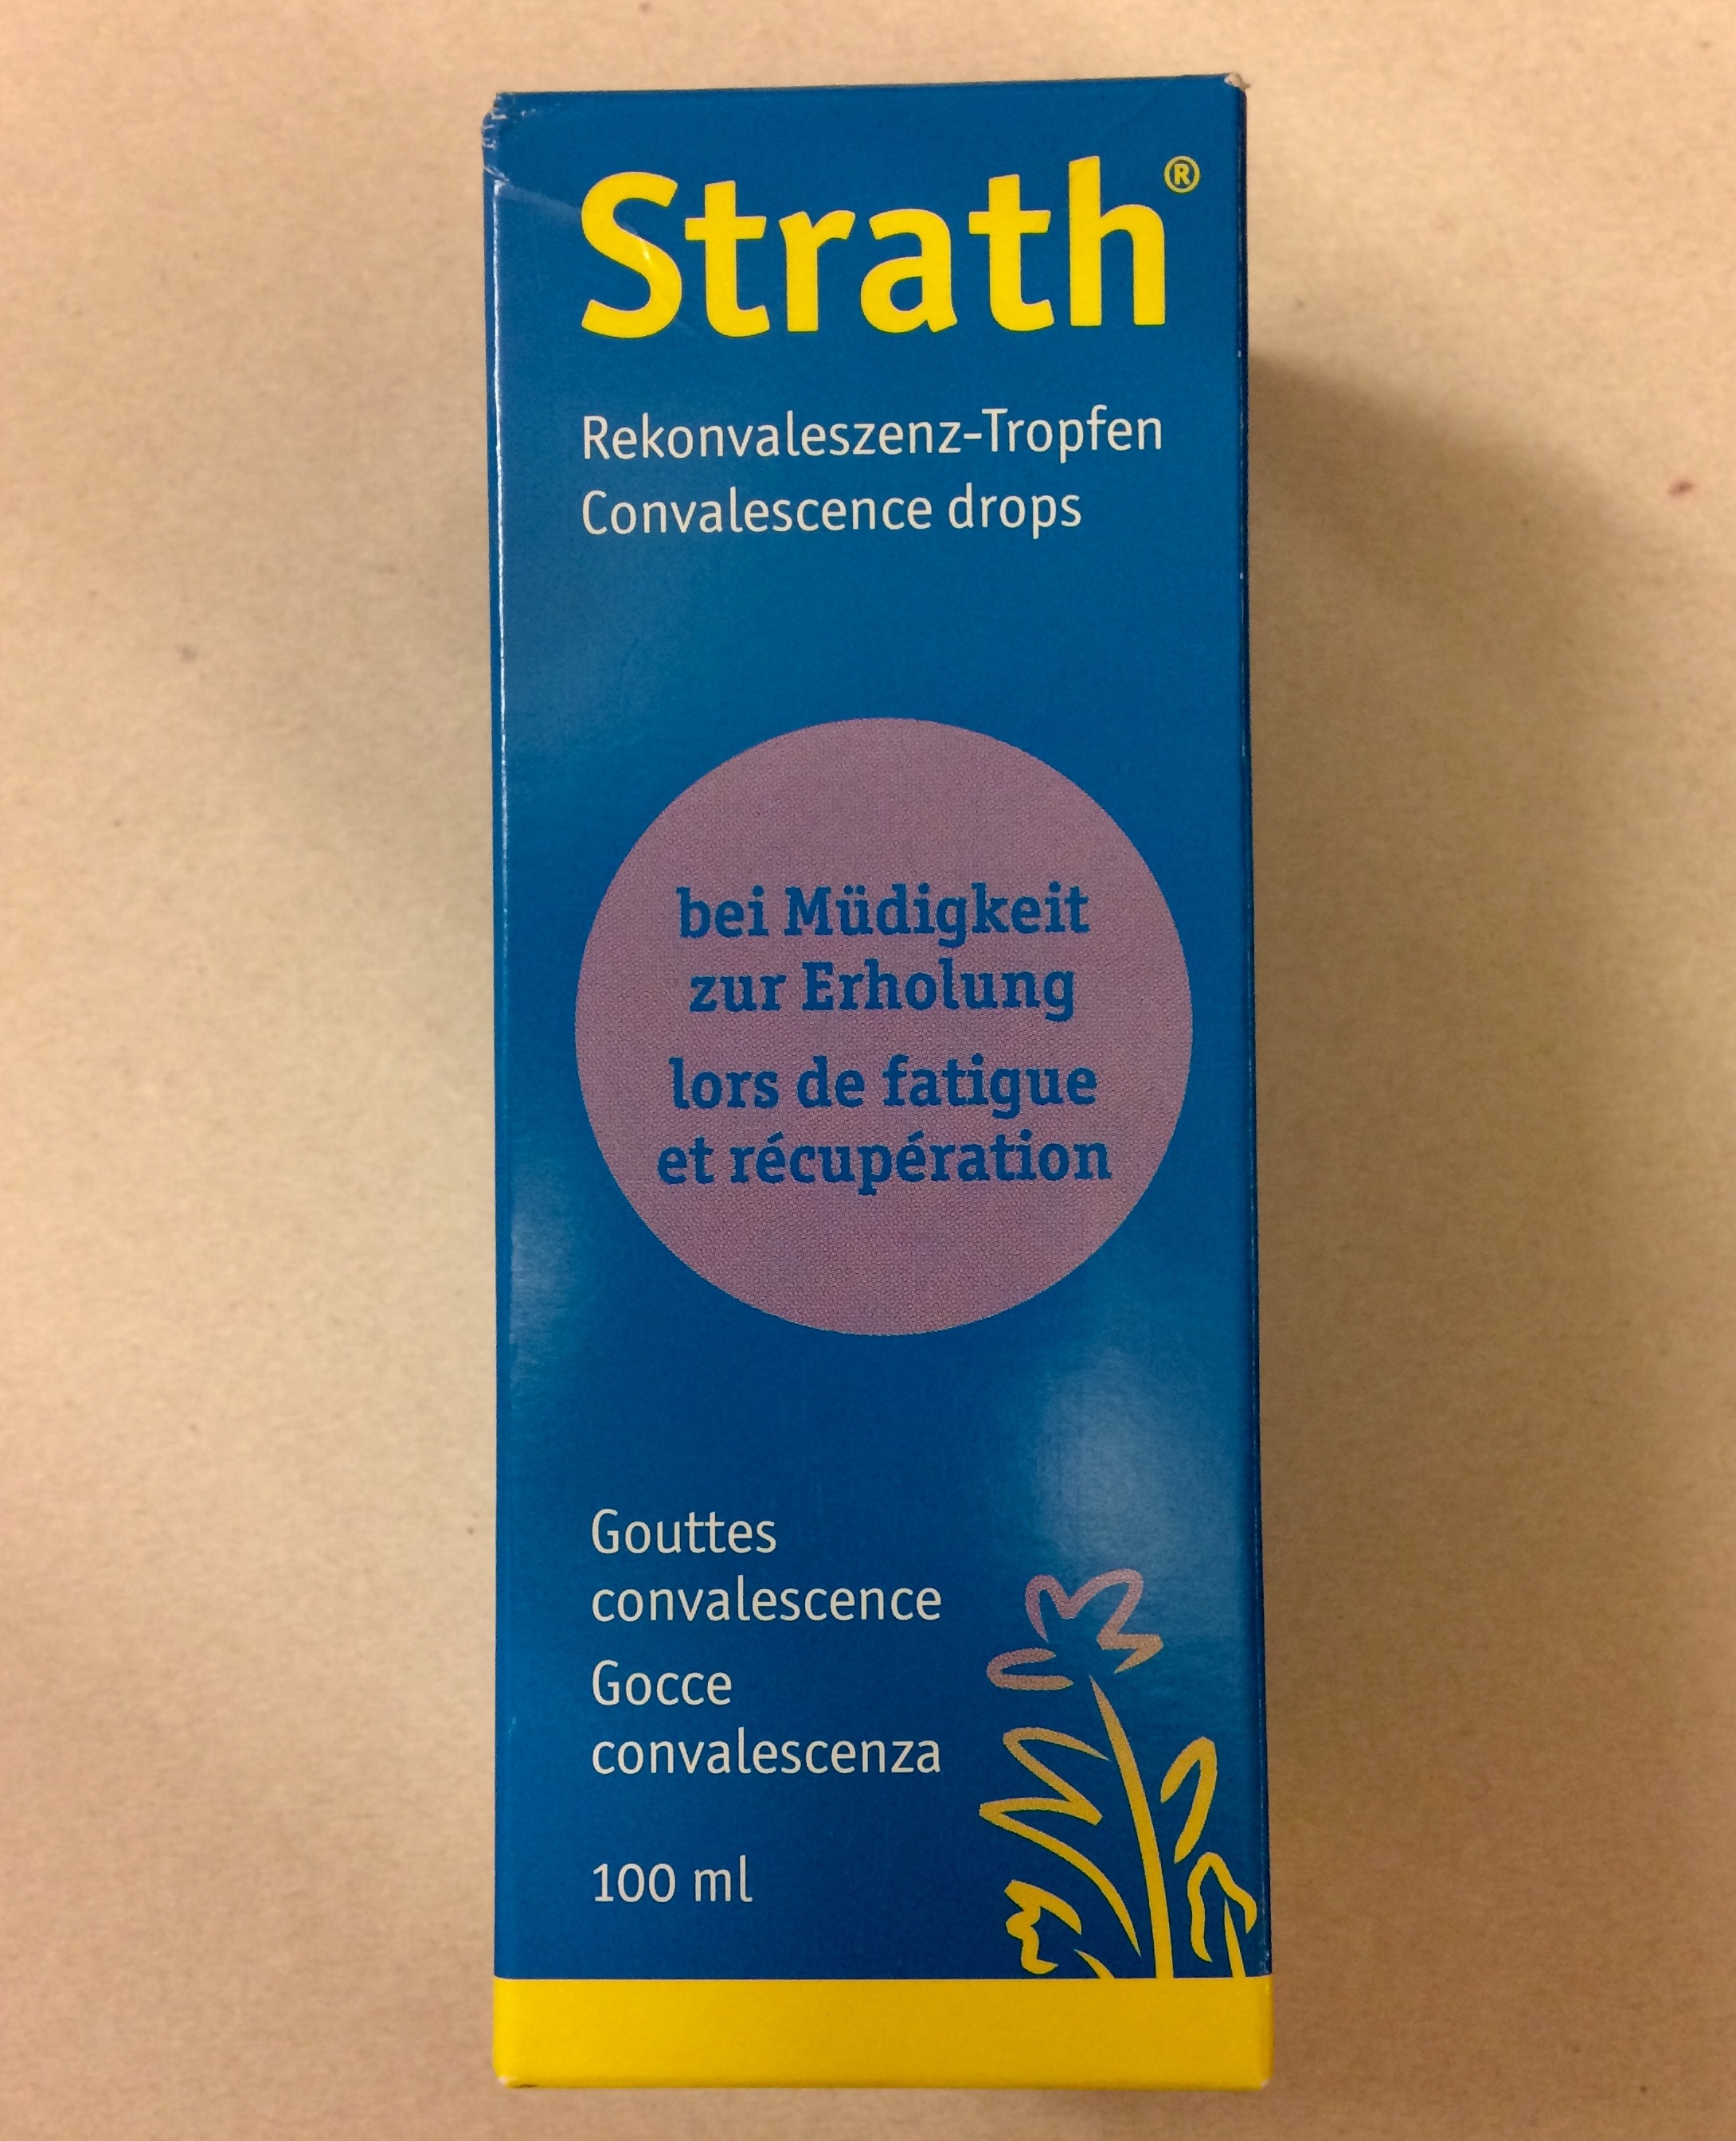 Strath®
Rekonvaleszenz-Tropfen
Convalescence drops
bei Müdigkeit
zur Erholung
lors de fatigue
et récupération
Gouttes
convalescence
Gocce
convalescenza
100 ml